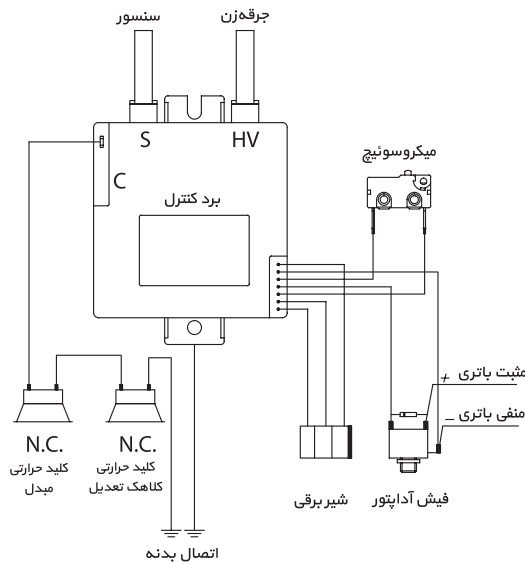 سنسور
جرقه‌زن
S
HV
C
برد کنترل
میکروسوئیچ
مثبت باتری +
منفی باتری −
N.C.
کلید حرارتی
مبدل
N.C.
کلید حرارتی
کلاهک تعدیل
شیر برقی
فیش آداپتور
اتصال بدنه